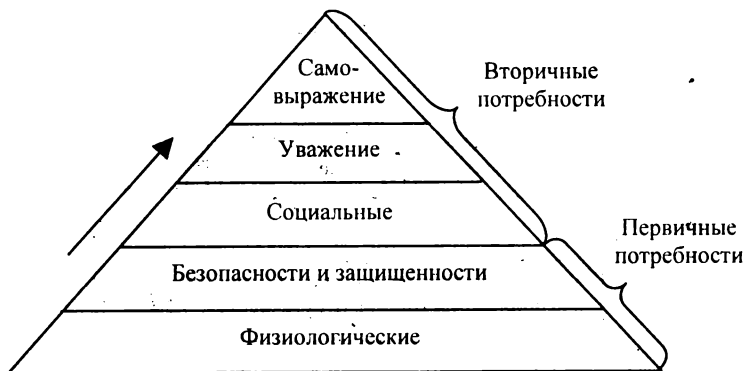 Само-
выражение
Вторичные
потребности
Уважение
Социальные
Первичные
потребности
Безопасности и защищенности
Физиологические